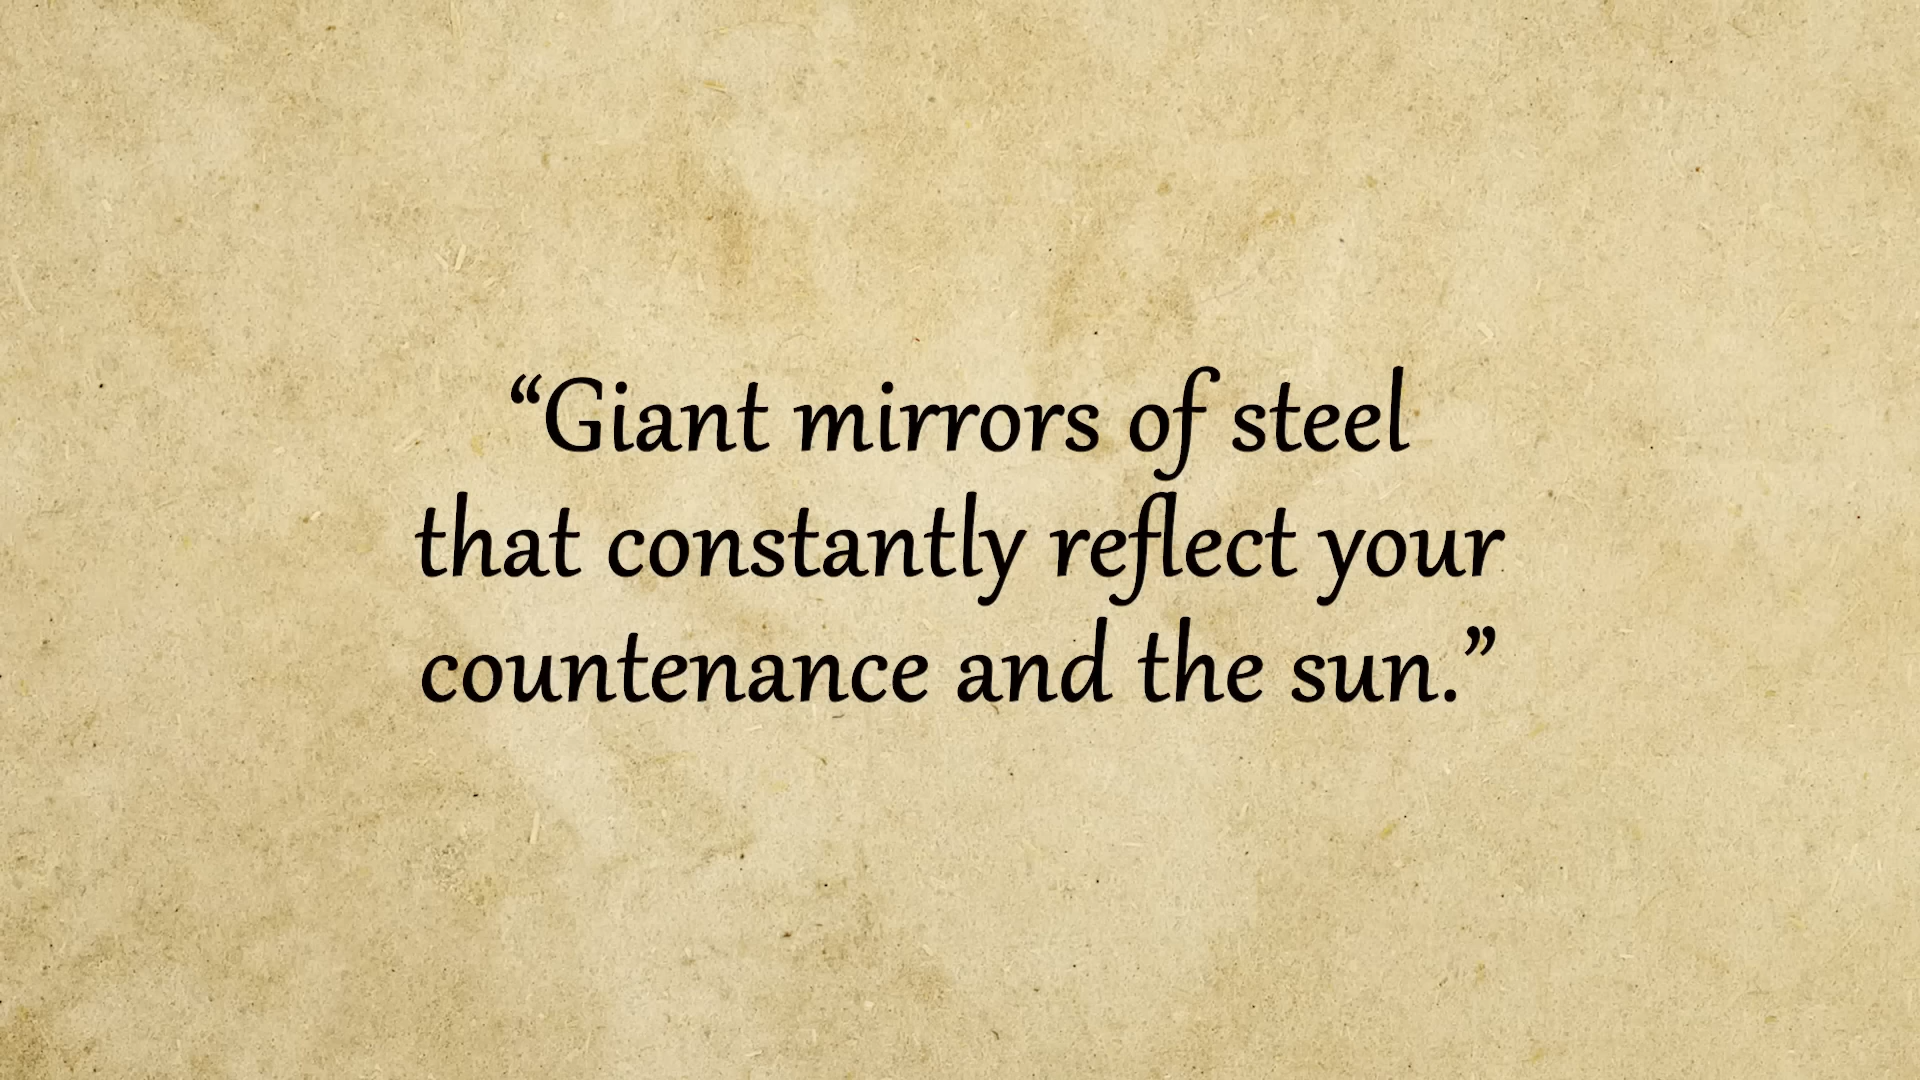 “Giant mirrors of steel
that constantly reflect your
countenance and the sun.”